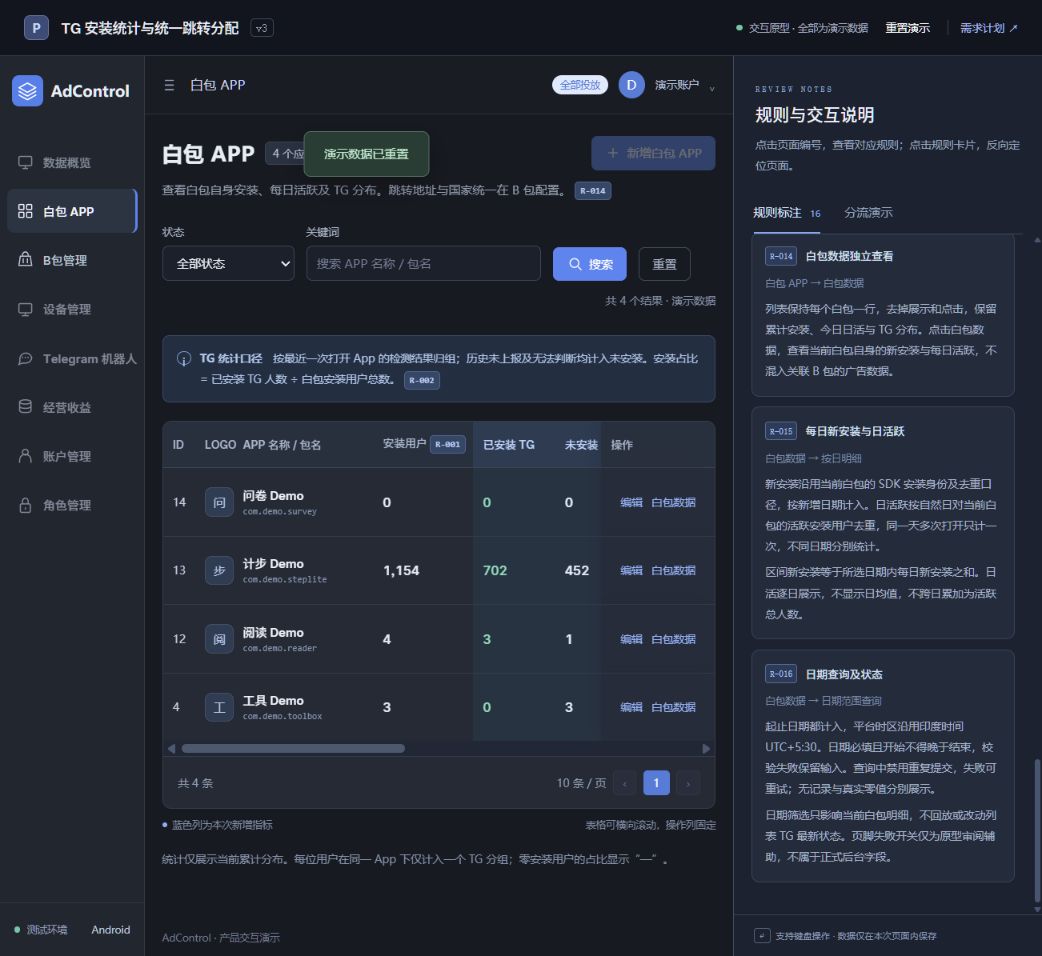 P TG 安装统计与统一跳转分配 v3
交互原型 · 全部为演示数据 重置演示 需求计划 ↗
AdControl
数据概览
白包 APP
B包管理
设备管理
Telegram 机器人
经营收益
账户管理
角色管理
测试环境 Android
☰ 白包 APP
全部投放 D 演示账户
白包 APP 4 个应
演示数据已重置
+ 新增白包 APP
查看白包自身安装、每日活跃及 TG 分布。跳转地址与国家统一在 B 包配置。 R-014
状态 关键词
全部状态 搜索 APP 名称 / 包名 搜索 重置
共 4 个结果 · 演示数据
TG 统计口径 按最近一次打开 App 的检测结果归组；历史未上报及无法判断均计入未安装。安装占比
= 已安装 TG 人数 ÷ 白包安装用户总数。 R-002
ID LOGO APP 名称 / 包名 安装用户 R-001 已安装 TG 未安装 操作
14 问 问卷 Demo 0 0 0 编辑 白包数据
com.demo.survey
13 步 计步 Demo 1,154 702 452 编辑 白包数据
com.demo.steplite
12 阅 阅读 Demo 4 3 1 编辑 白包数据
com.demo.reader
4 工 工具 Demo 3 0 3 编辑 白包数据
com.demo.toolbox
共 4 条 10 条 / 页 ‹ 1 ›
蓝色列为本次新增指标 表格可横向滚动，操作列固定
统计仅展示当前累计分布。每位用户在同一 App 下仅计入一个 TG 分组；零安装用户的占比显示“—”。
AdControl · 产品交互演示
REVIEW NOTES
规则与交互说明
点击页面编号，查看对应规则；点击规则卡片，反向定
位页面。
规则标注 16 分流演示
R-014 白包数据独立查看
白包 APP → 白包数据
列表保持每个白包一行，去掉展示和点击，保留
累计安装、今日日活与 TG 分布。点击白包数
据，查看当前白包自身的新安装与每日活跃，不
混入关联 B 包的广告数据。
R-015 每日新安装与日活跃
白包数据 → 按日明细
新安装沿用当前白包的 SDK 安装身份及去重口
径，按新增日期计入。日活跃按自然日对当前白
包的活跃安装用户去重，同一天多次打开只计一
次，不同日期分别统计。
区间新安装等于所选日期内每日新安装之和。日
活逐日展示，不显示日均值，不跨日累加为活跃
总人数。
R-016 日期查询及状态
白包数据 → 日期范围查询
起止日期都计入，平台时区沿用印度时间
UTC+5:30。日期必填且开始不得晚于结束，校
验失败保留输入。查询中禁用重复提交，失败可
重试；无记录与真实零值分别展示。
日期筛选只影响当前白包明细，不回放或改动列
表 TG 最新状态。页脚失败开关仅为原型审阅辅
助，不属于正式后台字段。
↵ 支持键盘操作 · 数据仅在本次页面内保存